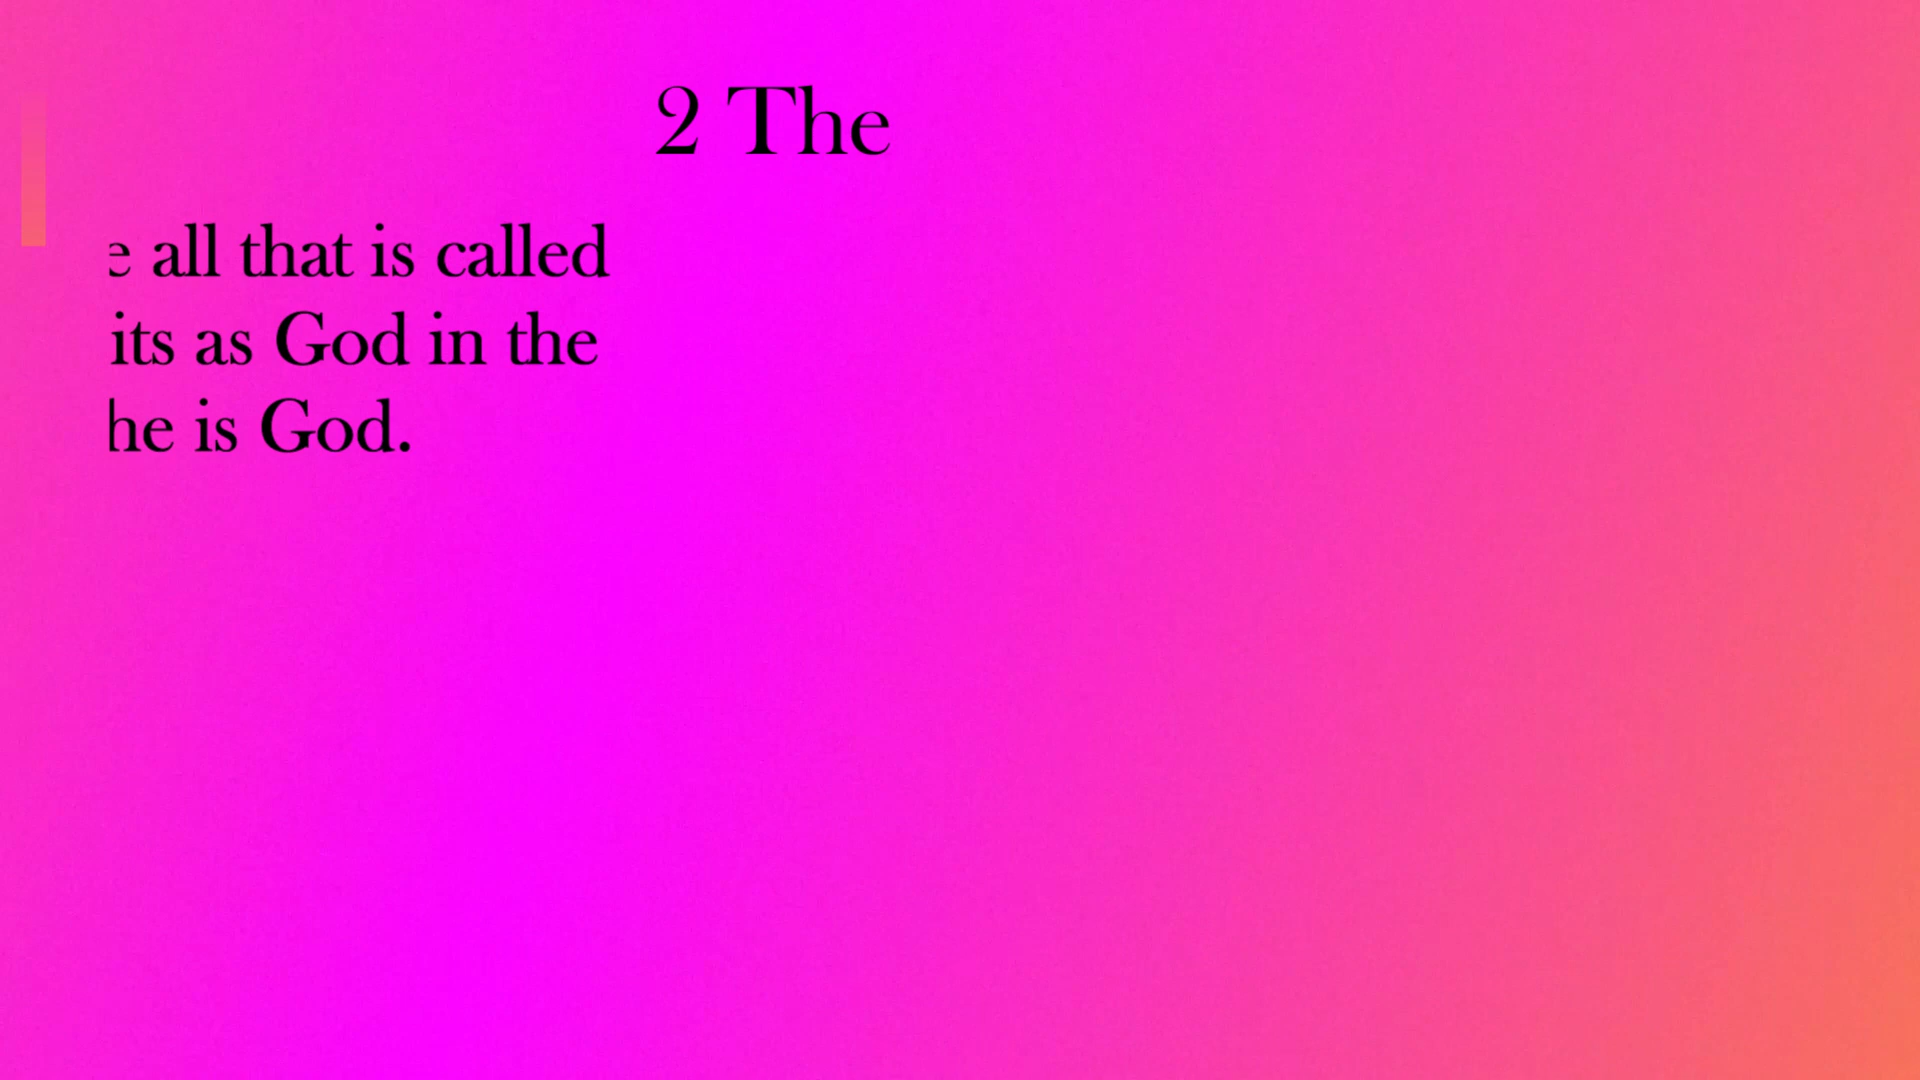 2 The
e all that is called
its as God in the
he is God.